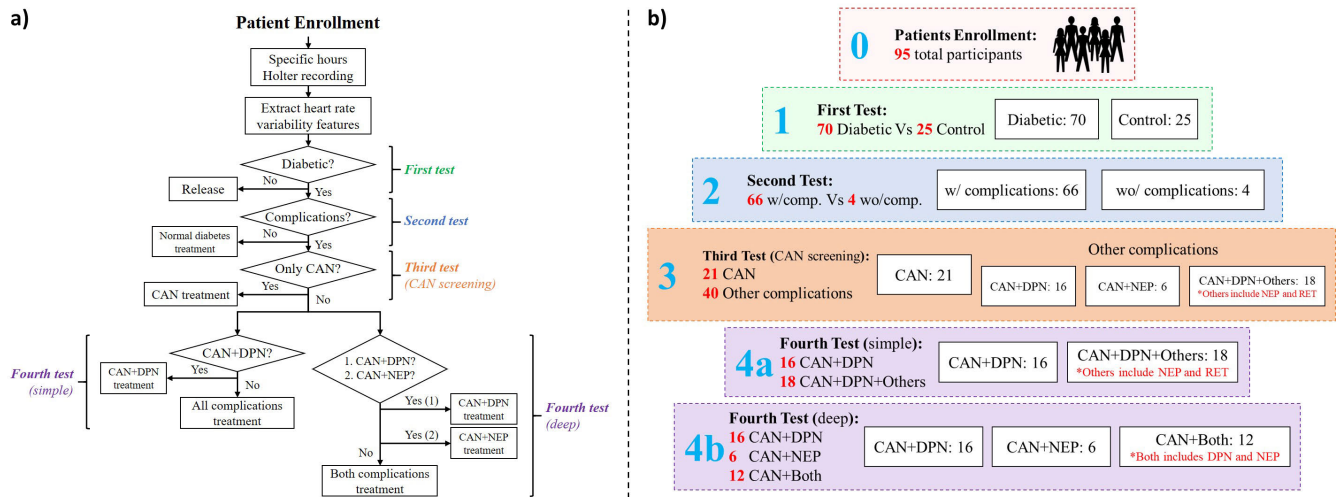 a)
Patient Enrollment
Specific hours
Holter recording
Extract heart rate
variability features
Diabetic?
First test
No
Release
Yes
Complications?
Second test
No
Normal diabetes
treatment
Yes
Only CAN?
Third test
(CAN screening)
Yes
CAN treatment
No
CAN+DPN?
Fourth test
(simple)
Yes
CAN+DPN
treatment
No
All complications
treatment
1. CAN+DPN?
2. CAN+NEP?
Yes (1)
CAN+DPN
treatment
Fourth test
(deep)
Yes (2)
CAN+NEP
treatment
No
Both complications
treatment
b)
0
Patients Enrollment:
95 total participants
1
First Test:
70 Diabetic Vs 25 Control
Diabetic: 70
Control: 25
2
Second Test:
66 w/comp. Vs 4 wo/comp.
w/ complications: 66
wo/ complications: 4
3
Third Test (CAN screening):
21 CAN
40 Other complications
CAN: 21
Other complications
CAN+DPN: 16
CAN+NEP: 6
CAN+DPN+Others: 18
*Others include NEP and RET
4a
Fourth Test (simple):
16 CAN+DPN
18 CAN+DPN+Others
CAN+DPN: 16
CAN+DPN+Others: 18
*Others include NEP and RET
4b
Fourth Test (deep):
16 CAN+DPN
6 CAN+NEP
12 CAN+Both
CAN+DPN: 16
CAN+NEP: 6
CAN+Both: 12
*Both includes DPN and NEP